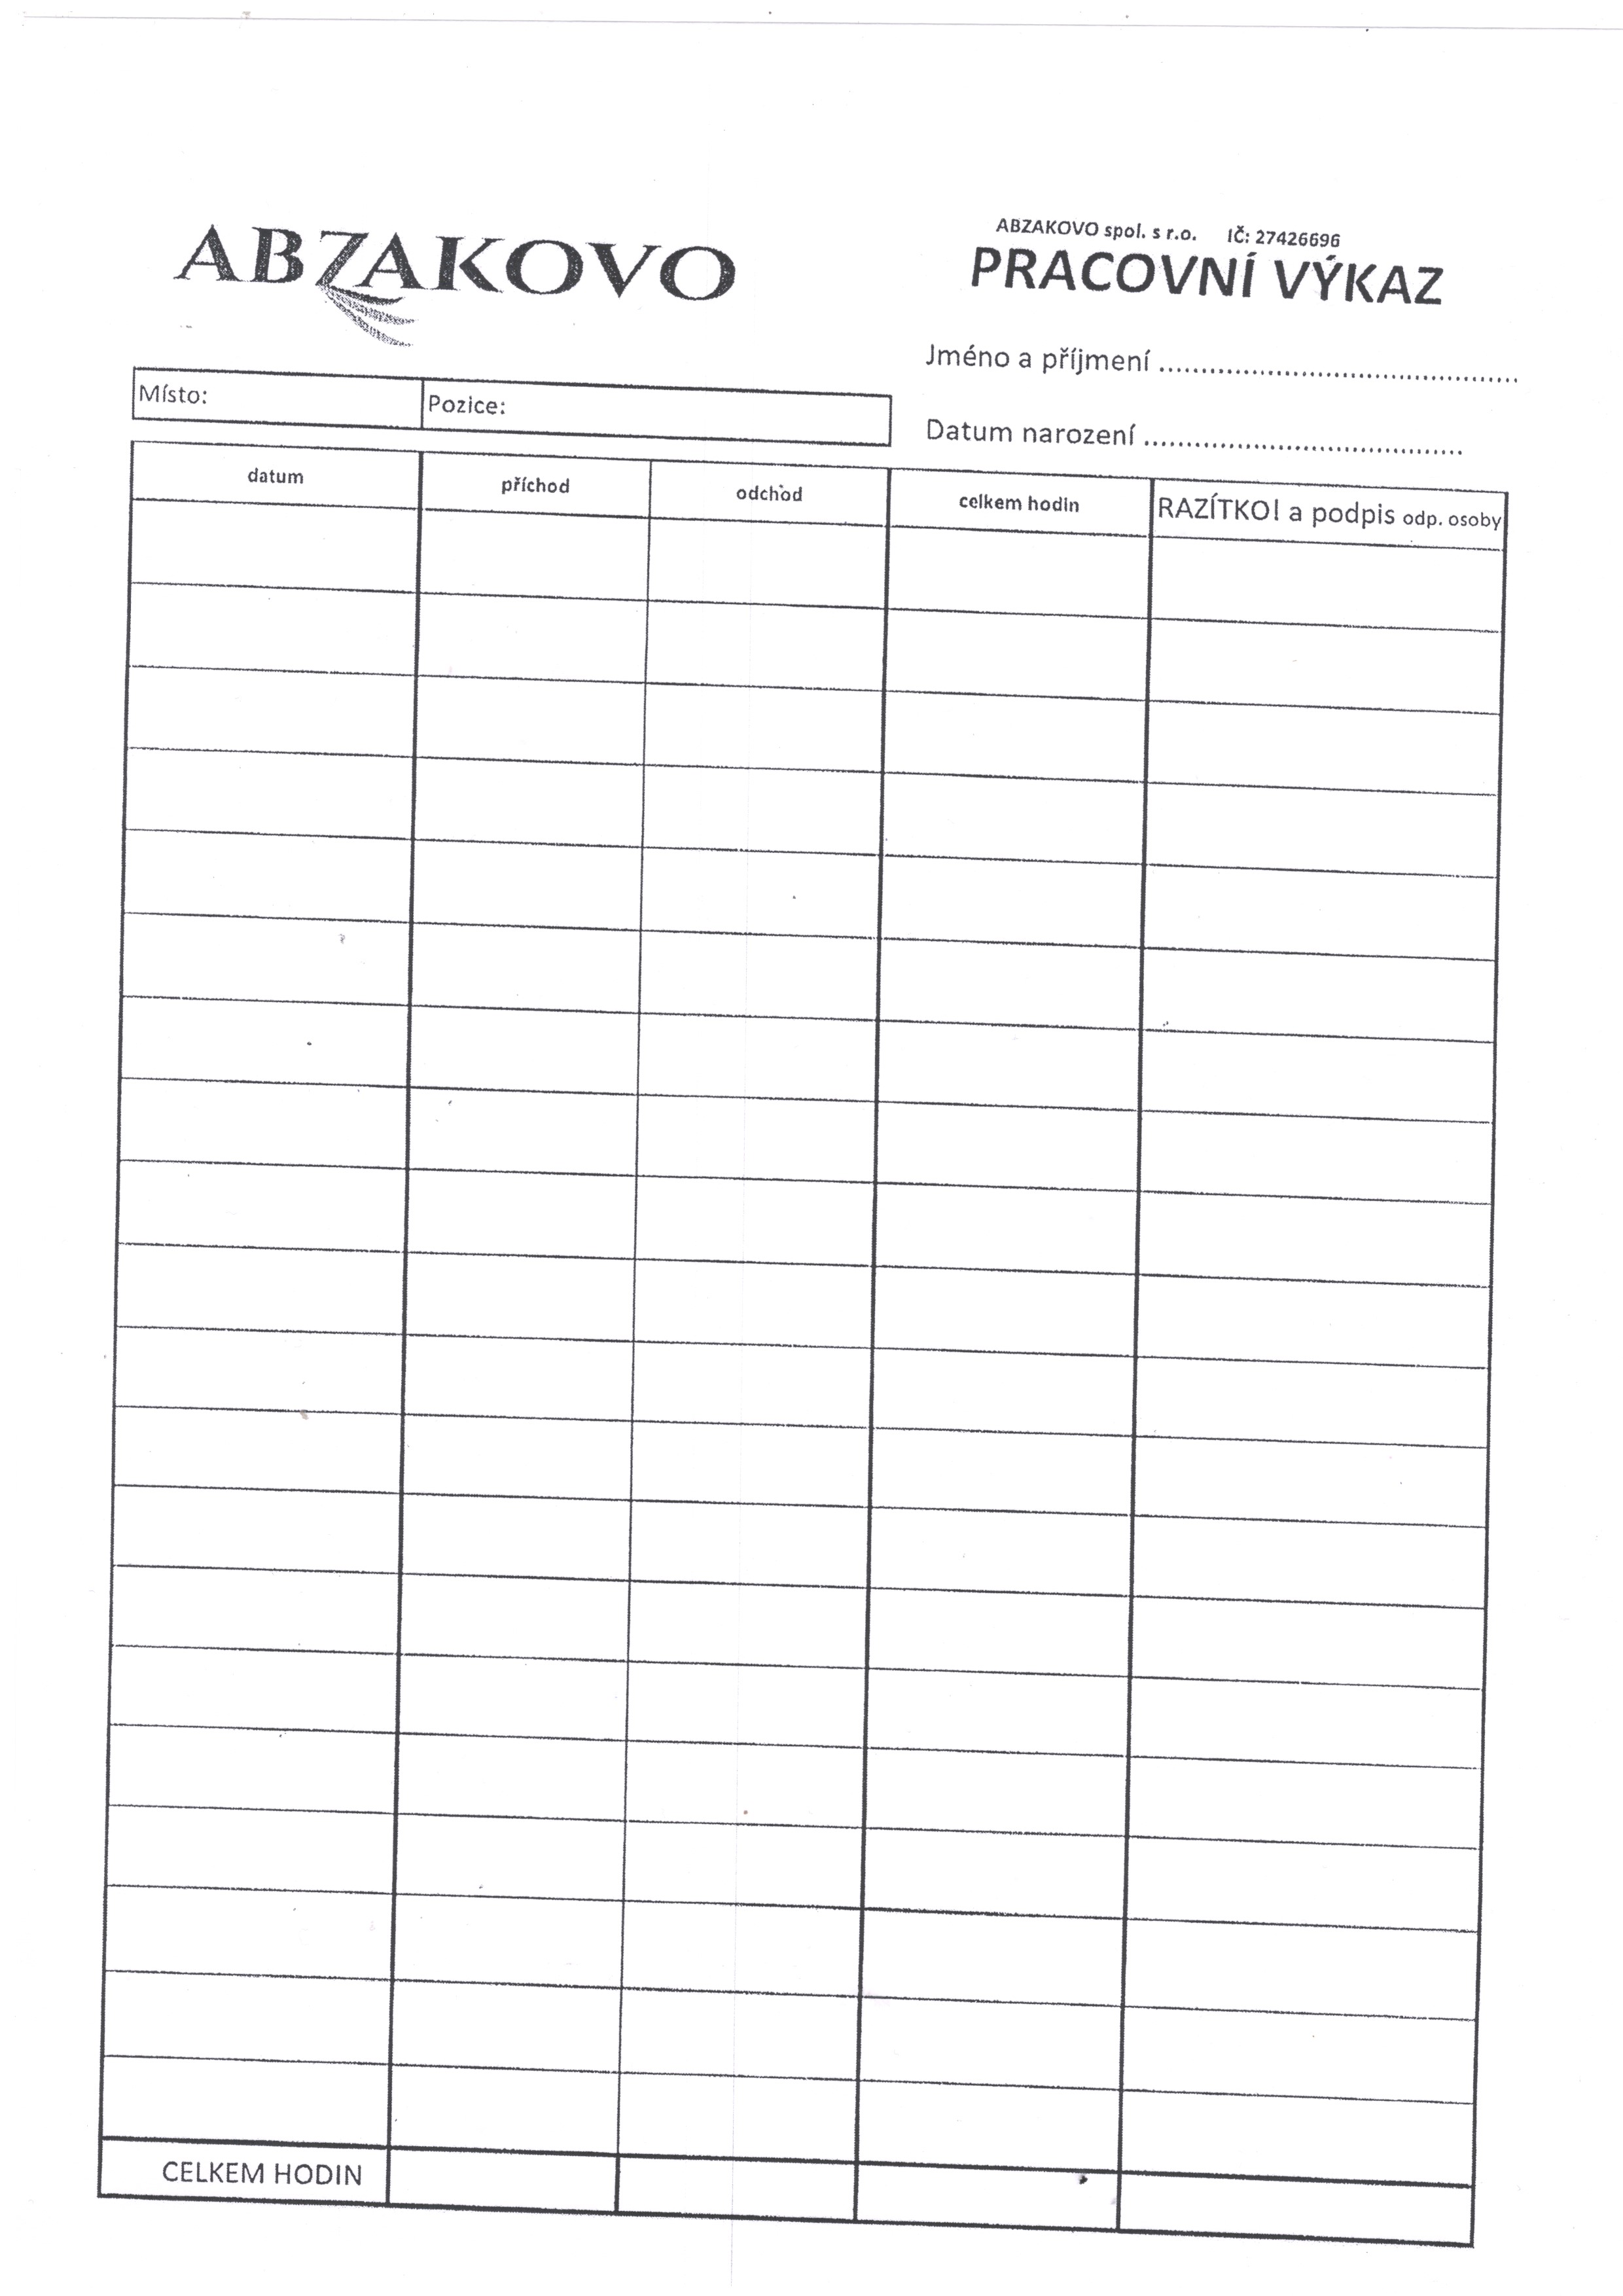 ABZAKOVO
ABZAKOVO spol. s r.o. IČ: 27426696
PRACOVNÍ VÝKAZ
Jméno a příjmení ..........................................
Místo: Pozice:
Datum narození ......................................
datum příchod odchod celkem hodin RAZÍTKO! a podpis odp. osoby
CELKEM HODIN